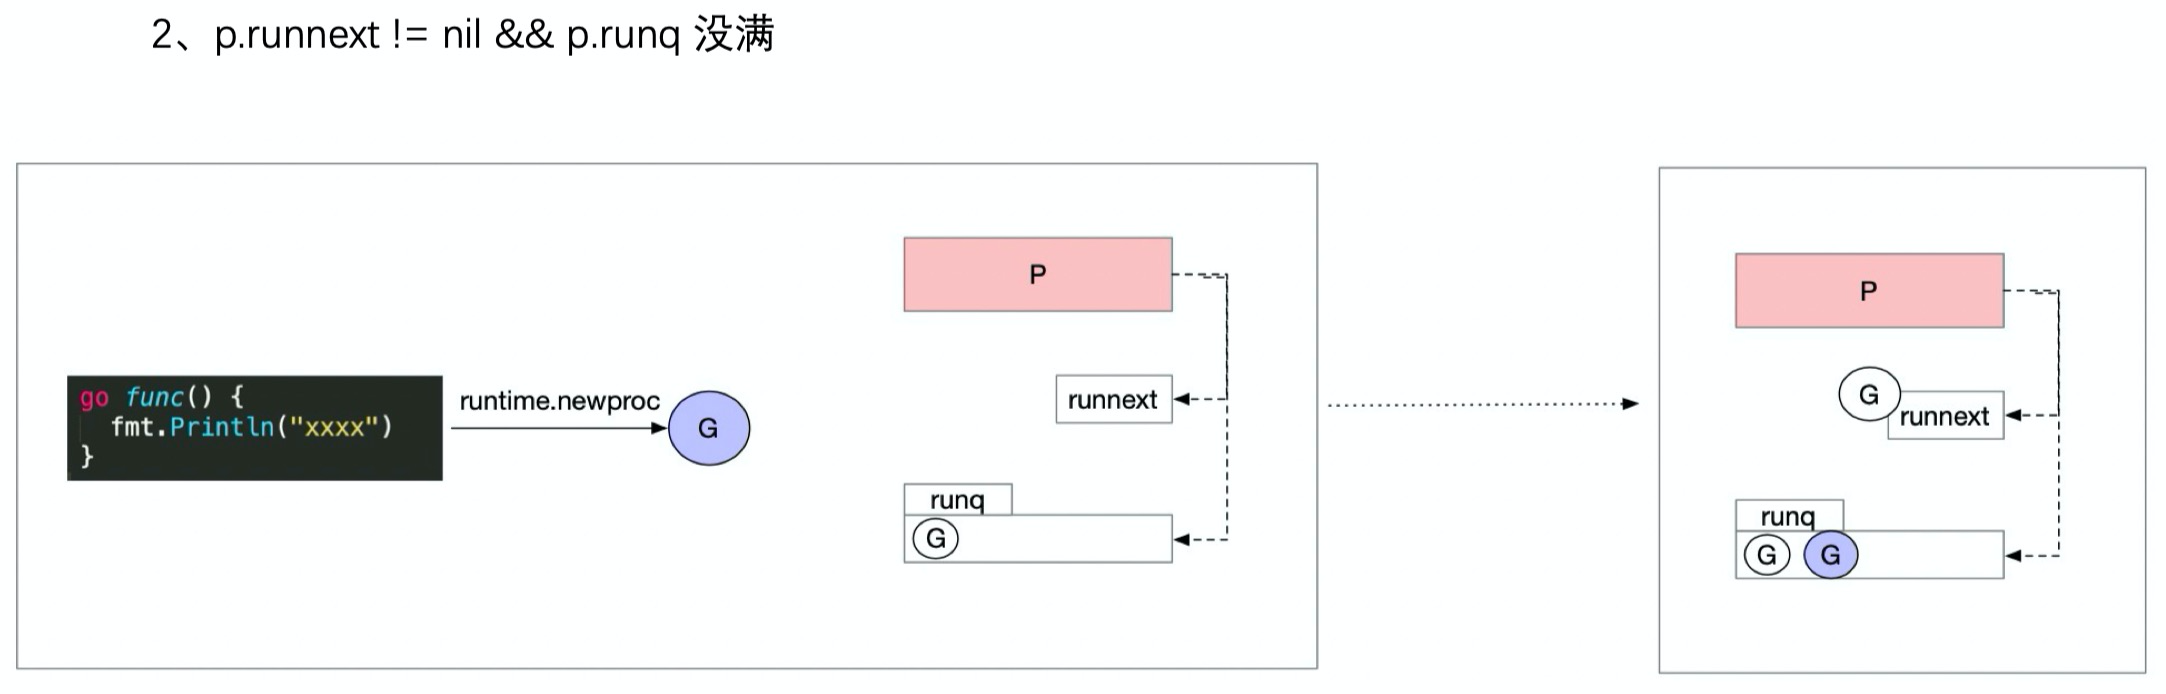 2、p.runnext != nil && p.runq 没满
go func() {
fmt.Println("xxxx")
}
runtime.newproc
G
P
runnext
runq
G
P
G
runnext
runq
G G